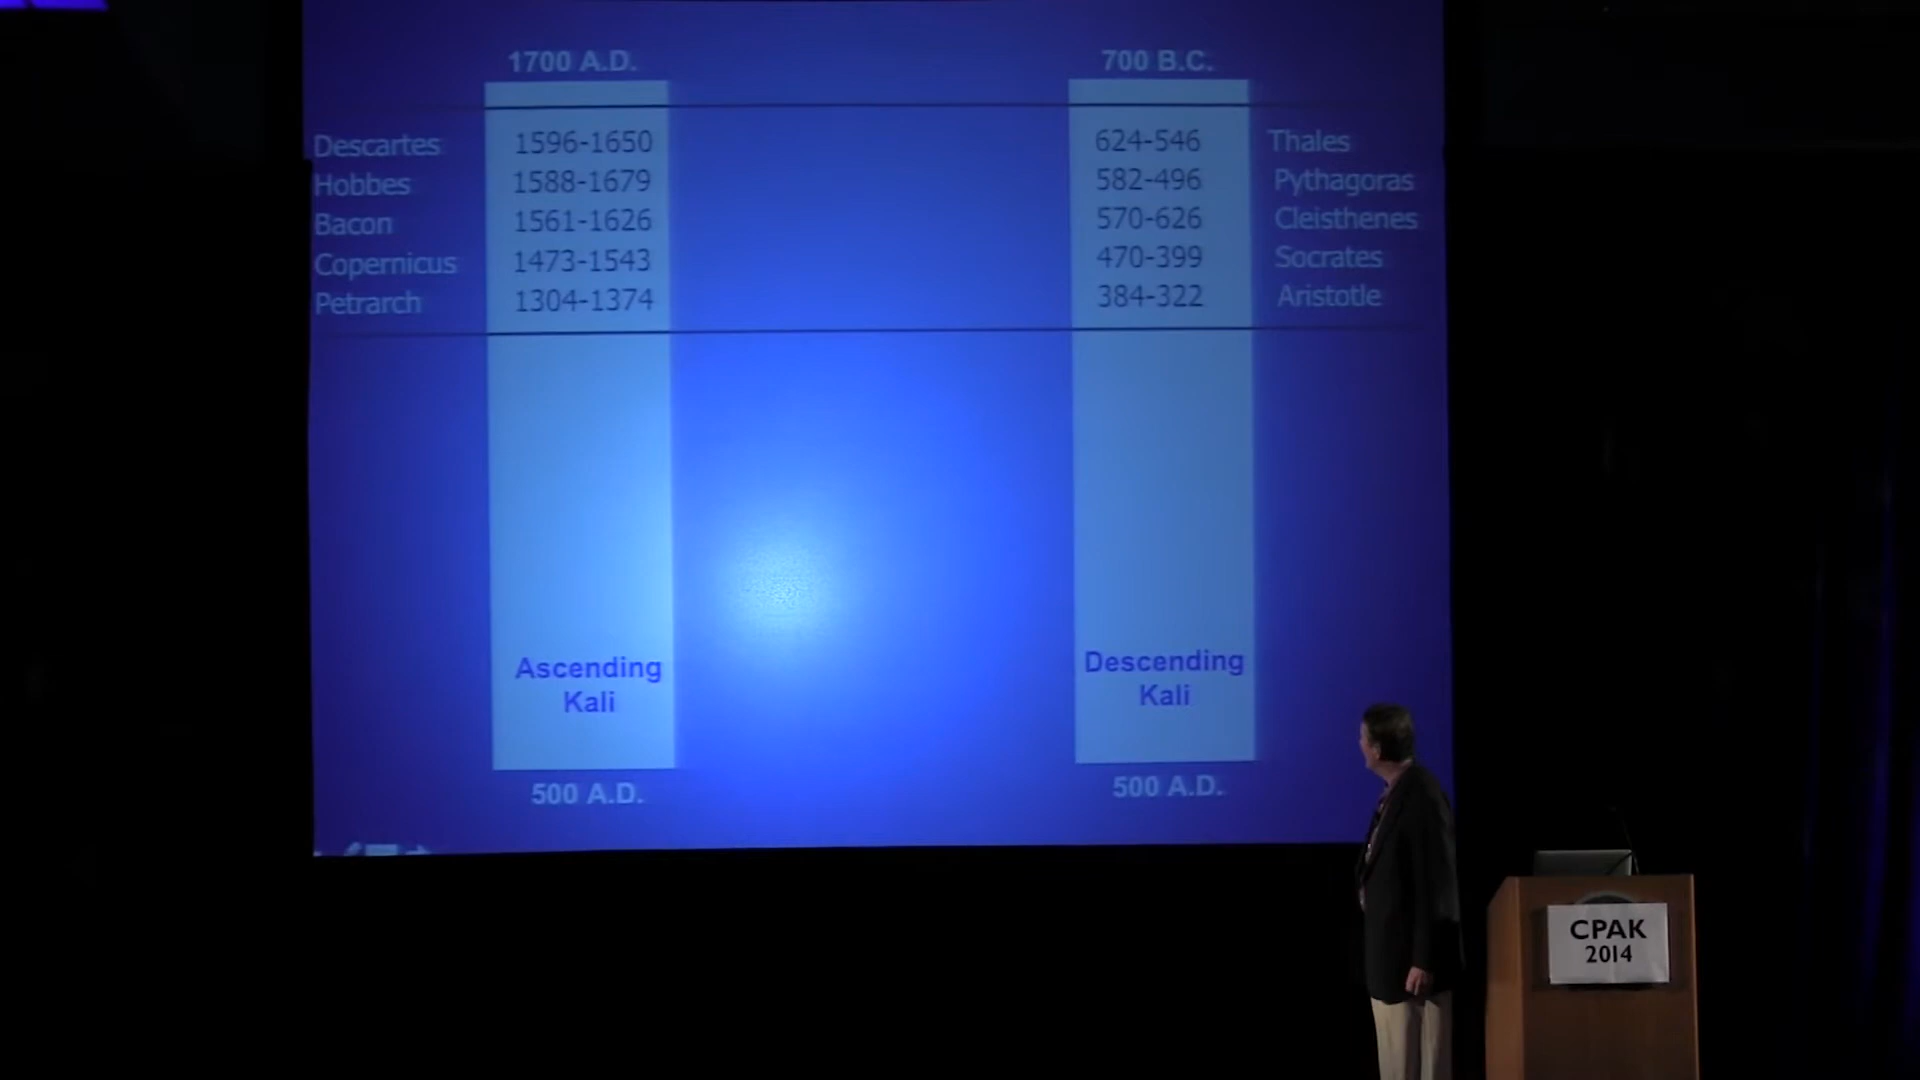 1700 A.D. 700 B.C.
Descartes 1596-1650 624-546 Thales
Hobbes 1588-1679 582-496 Pythagoras
Bacon 1561-1626 570-626 Cleisthenes
Copernicus 1473-1543 470-399 Socrates
Petrarch 1304-1374 384-322 Aristotle
Ascending Descending
Kali Kali
500 A.D. 500 A.D.
CPAK
2014